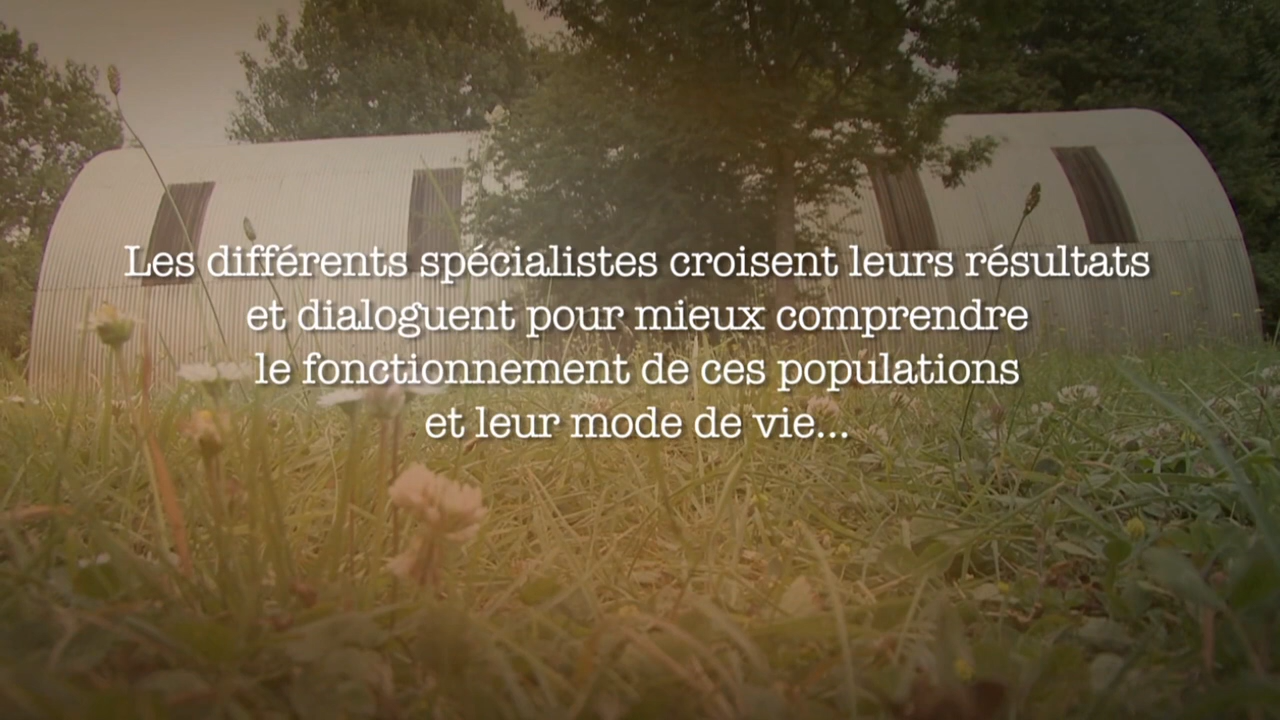 Les différents spécialistes croisent leurs résultats
et dialoguent pour mieux comprendre
le fonctionnement de ces populations
et leur mode de vie...